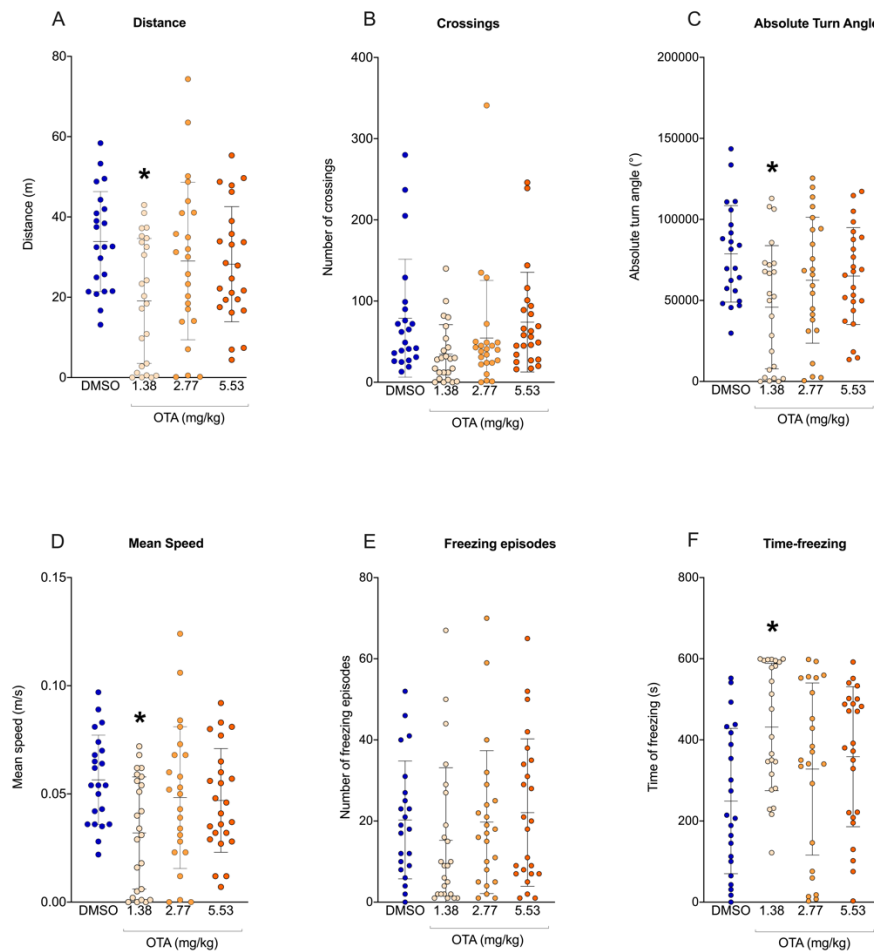 A
Distance
80
60
40
20
0
Distance (m)
*
DMSO 1.38 2.77 5.53
OTA (mg/kg)
B
Crossings
400
300
200
100
0
Number of crossings
DMSO 1.38 2.77 5.53
OTA (mg/kg)
C
Absolute Turn Angle
200000
150000
100000
50000
0
Absolute turn angle (°)
*
DMSO 1.38 2.77 5.53
OTA (mg/kg)
D
Mean Speed
0.15
0.10
0.05
0.00
Mean speed (m/s)
*
DMSO 1.38 2.77 5.53
OTA (mg/kg)
E
Freezing episodes
80
60
40
20
0
Number of freezing episodes
DMSO 1.38 2.77 5.53
OTA (mg/kg)
F
Time-freezing
800
600
400
200
0
Time of freezing (s)
*
DMSO 1.38 2.77 5.53
OTA (mg/kg)